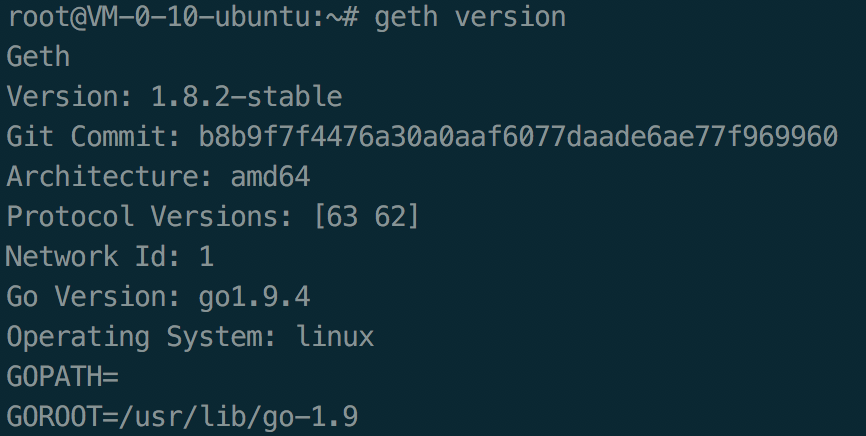 root@VM-0-10-ubuntu:~# geth version
Geth
Version: 1.8.2-stable
Git Commit: b8b9f7f4476a30a0aaf6077daade6ae77f969960
Architecture: amd64
Protocol Versions: [63 62]
Network Id: 1
Go Version: go1.9.4
Operating System: linux
GOPATH=
GOROOT=/usr/lib/go-1.9